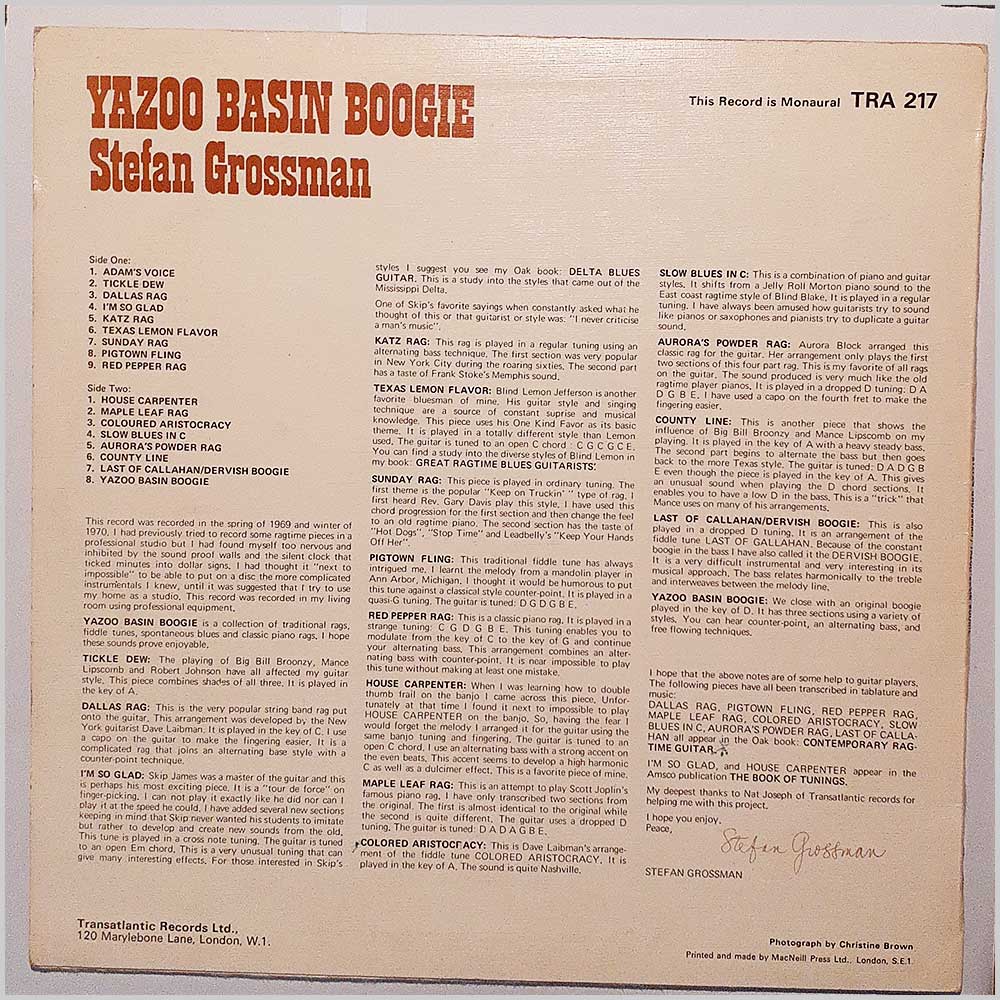 YAZOO BASIN BOOGIE
Stefan Grossman
This Record is Monaural TRA 217
Side One:
1. ADAM'S VOICE
2. TICKLE DEW
3. DALLAS RAG
4. I'M SO GLAD
5. KATZ RAG
6. TEXAS LEMON FLAVOR
7. SUNDAY RAG
8. PIGTOWN FLING
9. RED PEPPER RAG
Side Two:
1. HOUSE CARPENTER
2. MAPLE LEAF RAG
3. COLOURED ARISTOCRACY
4. SLOW BLUES IN C
5. AURORA'S POWDER RAG
6. COUNTY LINE
7. LAST OF CALLAHAN/DERVISH BOOGIE
8. YAZOO BASIN BOOGIE
This record was recorded in the spring of 1969 and winter of
1970. I had previously tried to record some ragtime pieces in a
professional studio but I had found myself too nervous and
inhibited by the sound proof walls and the silent clock that
ticked minutes into dollar signs. I had thought it "next to
impossible" to be able to put on a disc the more complicated
instrumentals I knew, until it was suggested that I try to use
my home as a studio. This record was recorded in my living
room using professional equipment.
YAZOO BASIN BOOGIE is a collection of traditional rags,
fiddle tunes, spontaneous blues and classic piano rags. I hope
these sounds prove enjoyable.
TICKLE DEW: The playing of Big Bill Broonzy, Mance
Lipscomb and Robert Johnson have all affected my guitar
style. This piece combines shades of all three. It is played in
the key of A.
DALLAS RAG: This is the very popular string band rag put
onto the guitar. This arrangement was developed by the New
York guitarist Dave Laibman. It is played in the key of C. I use
a capo on the guitar to make the fingering easier. It is a
complicated rag that joins an alternating base style with a
counter-point technique.
I'M SO GLAD: Skip James was a master of the guitar and this
is perhaps his most exciting piece. It is a "tour de force" on
finger-picking. I can not play it exactly like he did nor can I
play it at the speed he could. I have added several new sections
keeping in mind that Skip never wanted his students to imitate
but rather to develop and create new sounds from the old.
This tune is played in a cross note tuning. The guitar is tuned
to an open Em chord. This is a very unusual tuning that can
give many interesting effects. For those interested in Skip's
styles I suggest you see my Oak book: DELTA BLUES
GUITAR. This is a study into the styles that came out of the
Mississippi Delta.
One of Skip's favorite sayings when constantly asked what he
thought of this or that guitarist or style was: "I never criticise
a man's music".
KATZ RAG: This rag is played in a regular tuning using an
alternating bass technique. The first section was very popular
in New York City during the roaring sixties. The second part
has a taste of Frank Stoke's Memphis sound.
TEXAS LEMON FLAVOR: Blind Lemon Jefferson is another
favorite bluesman of mine. His guitar style and singing
technique are a source of constant suprise and musical
knowledge. This piece uses his One Kind Favor as its basic
theme. It is played in a totally different style than Lemon
used. The guitar is tuned to an open C chord : C G C G C E.
You can find a study into the diverse styles of Blind Lemon in
my book: GREAT RAGTIME BLUES GUITARISTS.
SUNDAY RAG: This piece is played in ordinary tuning. The
first theme is the popular "Keep on Truckin' " type of rag. I
first heard Rev. Gary Davis play this style. I have used this
chord progression for the first section and then change the feel
to an old ragtime piano. The second section has the taste of
"Hot Dogs", "Stop Time" and Leadbelly's "Keep Your Hands
Off Her".
PIGTOWN FLING: This traditional fiddle tune has always
intrigued me. I learnt the melody from a mandolin player in
Ann Arbor, Michigan. I thought it would be humorous to put
this tune against a classical style counter-point. It is played in a
quasi-G tuning. The guitar is tuned: D G D G B E.
RED PEPPER RAG: This is a classic piano rag. It is played in a
strange tuning: C G D G B E. This tuning enables you to
modulate from the key of C to the key of G and continue
your alternating bass. This arrangement combines an alter-
nating bass with counter-point. It is near impossible to play
this tune without making at least one mistake.
HOUSE CARPENTER: When I was learning how to double
thumb frail on the banjo I came across this piece. Unfor-
tunately at that time I found it next to impossible to play
HOUSE CARPENTER on the banjo. So, having the fear I
would forget the melody I arranged it for the guitar using the
same banjo tuning and fingering. The guitar is tuned to an
open C chord. I use an alternating bass with a strong accent on
the even beats. This accent seems to develop a high harmonic
C as well as a dulcimer effect. This is a favorite piece of mine.
MAPLE LEAF RAG: This is an attempt to play Scott Joplin's
famous piano rag. I have only transcribed two sections from
the original. The first is almost identical to the original while
the second is quite different. The guitar uses a dropped D
tuning. The guitar is tuned: D A D A G B E.
COLORED ARISTOCRACY: This is Dave Laibman's arrange-
ment of the fiddle tune COLORED ARISTOCRACY. It is
played in the key of A. The sound is quite Nashville.
SLOW BLUES IN C: This is a combination of piano and guitar
styles. It shifts from a Jelly Roll Morton piano sound to the
East coast ragtime style of Blind Blake. It is played in a regular
tuning. I have always been amused how guitarists try to sound
like pianos or saxophones and pianists try to duplicate a guitar
sound.
AURORA'S POWDER RAG: Aurora Block arranged this
classic rag for the guitar. Her arrangement only plays the first
two sections of this four part rag. This is my favorite of all rags
on the guitar. The sound produced is very much like the old
ragtime player pianos. It is played in a dropped D tuning: D A
D G B E. I have used a capo on the fourth fret to make the
fingering easier.
COUNTY LINE: This is another piece that shows the
influence of Big Bill Broonzy and Mance Lipscomb on my
playing. It is played in the key of A with a heavy steady bass.
The second part begins to alternate the bass but then goes
back to the more Texas style. The guitar is tuned: D A D G B
E even though the piece is played in the key of A. This gives
an unusual sound when playing the D chord sections. It
enables you to have a low D in the bass. This is a "trick" that
Mance uses on many of his arrangements.
LAST OF CALLAHAN/DERVISH BOOGIE: This is also
played in a dropped D tuning. It is an arrangement of the
fiddle tune LAST OF GALLAHAN. Because of the constant
boogie in the bass I have also called it the DERVISH BOOGIE.
It is a very difficult instrumental and very interesting in its
musical approach. The bass relates harmonically to the treble
and interweaves between the melody line.
YAZOO BASIN BOOGIE: We close with an original boogie
played in the key of D. It has three sections using a variety of
styles. You can hear counter-point, an alternating bass, and
free flowing techniques.
I hope that the above notes are of some help to guitar players.
The following pieces have all been transcribed in tablature and
music:
DALLAS RAG, PIGTOWN FLING, RED PEPPER RAG,
MAPLE LEAF RAG, COLORED ARISTOCRACY, SLOW
BLUES IN C, AURORA'S POWDER RAG, LAST OF CALLA-
HAN all appear in the Oak book: CONTEMPORARY RAG-
TIME GUITAR.
I'M SO GLAD, and HOUSE CARPENTER appear in the
Amsco publication THE BOOK OF TUNINGS.
My deepest thanks to Nat Joseph of Transatlantic records for
helping me with this project.
I hope you enjoy.
Peace,
Stefan Grossman
STEFAN GROSSMAN
Transatlantic Records Ltd.,
120 Marylebone Lane, London, W.1.
Photograph by Christine Brown
Printed and made by MacNeill Press Ltd., London, S.E.1.